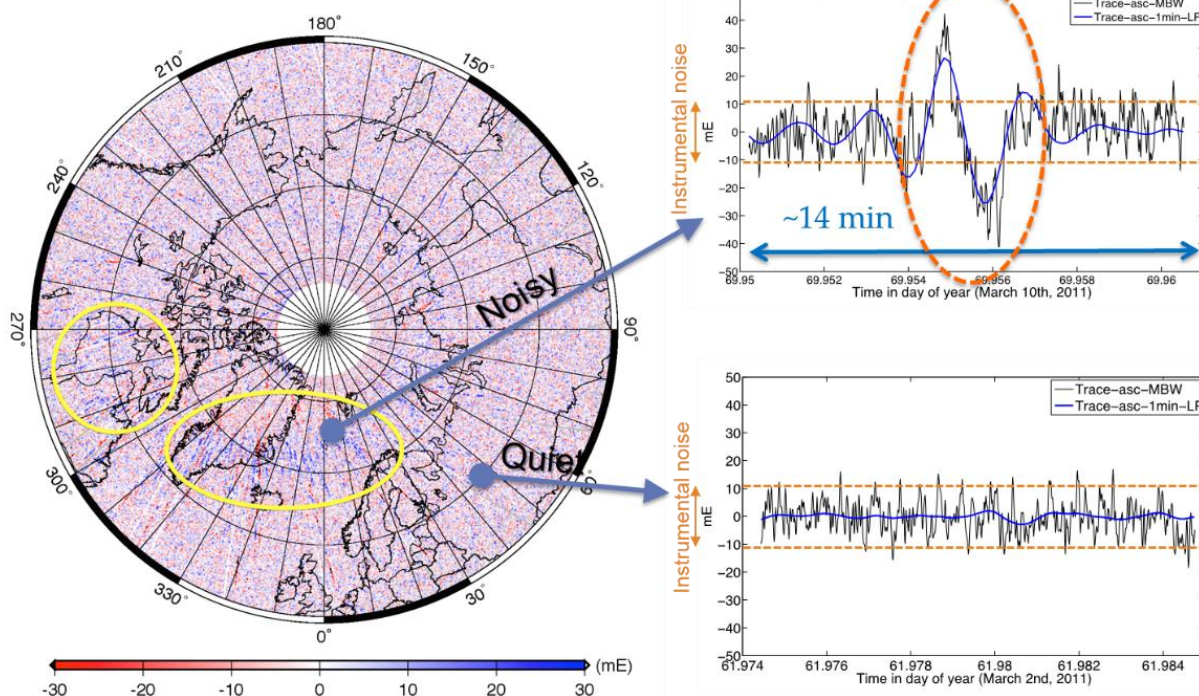 180°
210°
150°
240°
120°
270°
90°
300°
60°
330°
30°
0°
Noisy
Quiet
-30 -20 -10 0 10 20 30 (mE)
Trace-asc-MBW
Trace-asc-1min-LF
40
30
20
10
0
-10
-20
-30
-40
-50
Instrumental noise
mE
~14 min
69.95 69.952 69.954 69.956 69.958 69.96
Time in day of year (March 10th, 2011)
Trace-asc-MBW
Trace-asc-1min-LF
50
40
30
20
10
0
-10
-20
-30
-40
-50
Instrumental noise
mE
61.974 61.976 61.978 61.98 61.982 61.984
Time in day of year (March 2nd, 2011)